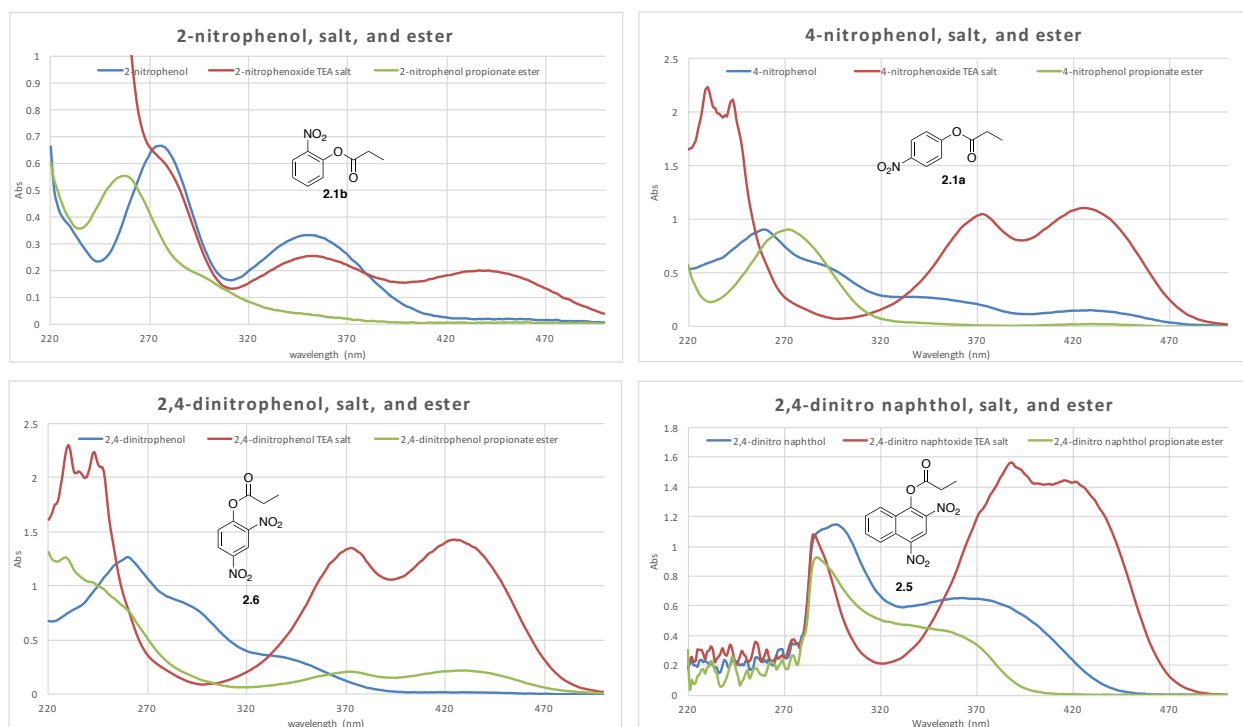 2-nitrophenol, salt, and ester
1
2-nitrophenol 2-nitrophenoxide TEA salt 2-nitrophenol propionate ester
0.9
0.8
NO2
0.7
0.6
O
0.5
O
Abs
2.1b
0.4
0.3
0.2
0.1
0
220 270 320 370 420 470
wavelength (nm)
4-nitrophenol, salt, and ester
2.5
4-nitrophenol 4-nitrophenoxide TEA salt 4-nitrophenol propionate ester
2
O
O
O2N
1.5
2.1a
Abs
1
0.5
0
220 270 320 370 420 470
Wavelength (nm)
2,4-dinitrophenol, salt, and ester
2.5
2,4-dinitrophenol 2,4-dinitrophenol TEA salt 2,4-dinitrophenol propionate ester
2
O
O
NO2
1.5
NO2
Abs
2.6
1
0.5
0
220 270 320 370 420 470
wavelength (nm)
2,4-dinitro naphthol, salt, and ester
1.8
2,4-dinitro naphthol 2,4-dinitro naphtoxide TEA salt 2,4-dinitro naphthol propionate ester
1.6
O
1.4
O
NO2
1.2
1
NO2
Abs
2.5
0.8
0.6
0.4
0.2
0
220 270 320 370 420 470
Wavelength (nm)